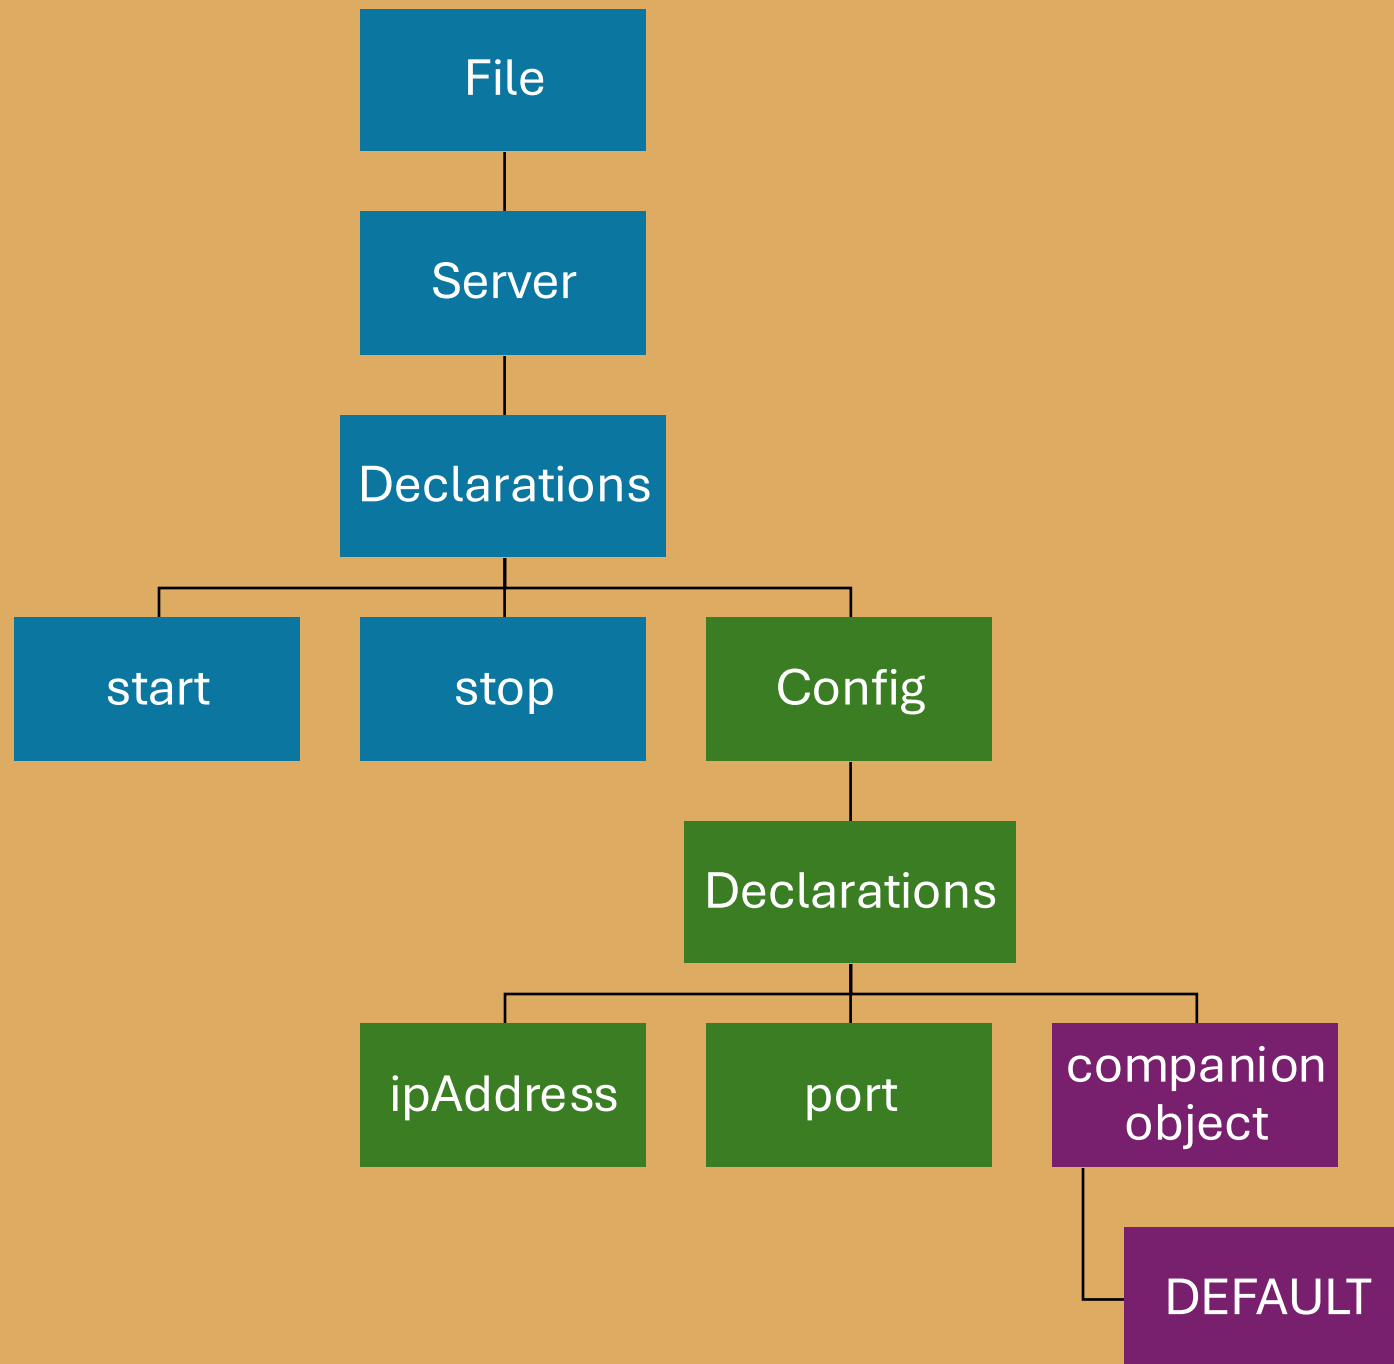 File
Server
Declarations
start
stop
Config
Declarations
ipAddress
port
companion
object
DEFAULT